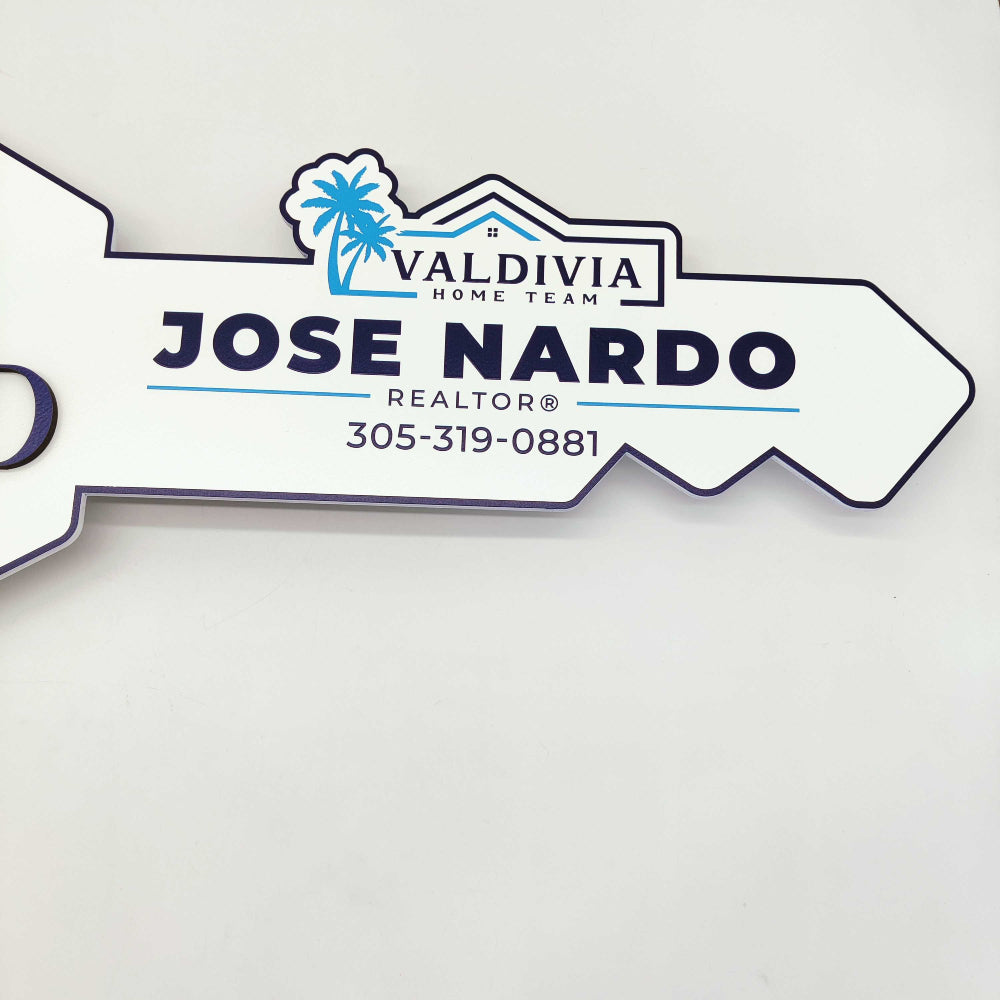 VALDIVIA
HOME TEAM
JOSE NARDO
REALTOR®
305-319-0881